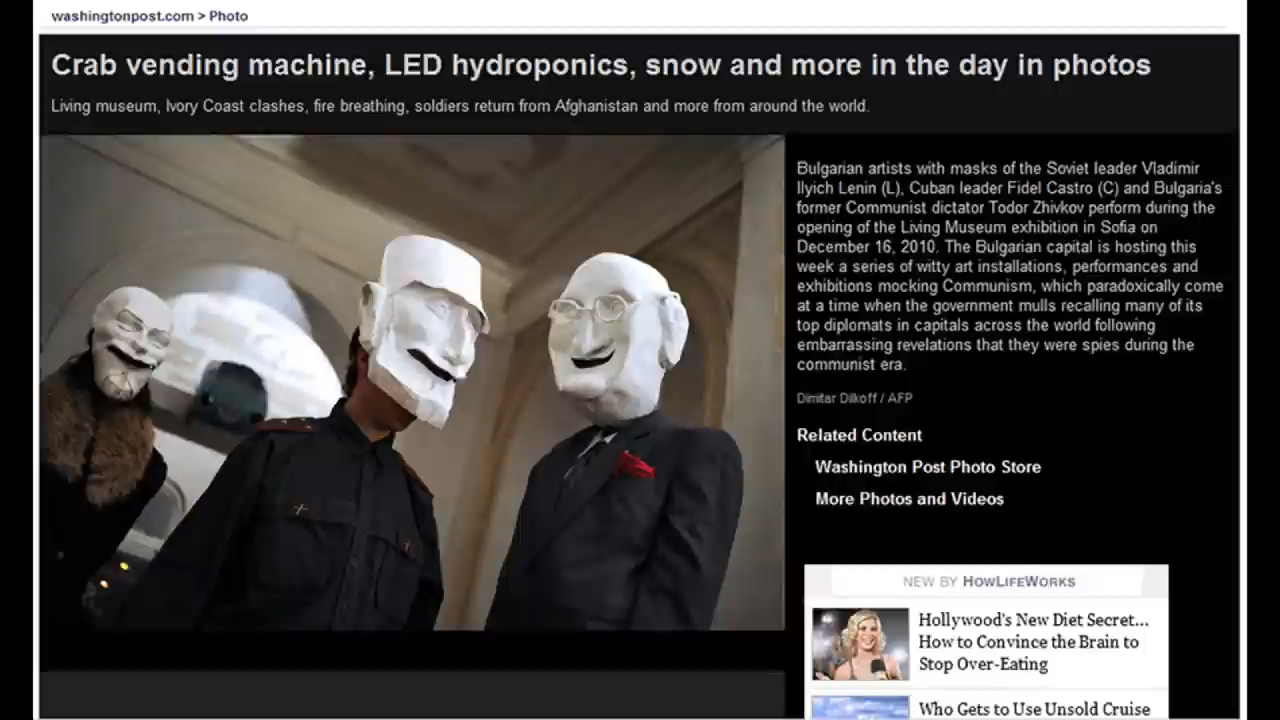 washingtonpost.com > Photo
Crab vending machine, LED hydroponics, snow and more in the day in photos
Living museum, Ivory Coast clashes, fire breathing, soldiers return from Afghanistan and more from around the world.
Bulgarian artists with masks of the Soviet leader Vladimir
Ilyich Lenin (L), Cuban leader Fidel Castro (C) and Bulgaria's
former Communist dictator Todor Zhivkov perform during the
opening of the Living Museum exhibition in Sofia on
December 16, 2010. The Bulgarian capital is hosting this
week a series of witty art installations, performances and
exhibitions mocking Communism, which paradoxically come
at a time when the government mulls recalling many of its
top diplomats in capitals across the world following
embarrassing revelations that they were spies during the
communist era.
Dimitar Dilkoff / AFP
Related Content
Washington Post Photo Store
More Photos and Videos
NEW BY HOWLIFEWORKS
Hollywood's New Diet Secret...
How to Convince the Brain to
Stop Over-Eating
Who Gets to Use Unsold Cruise